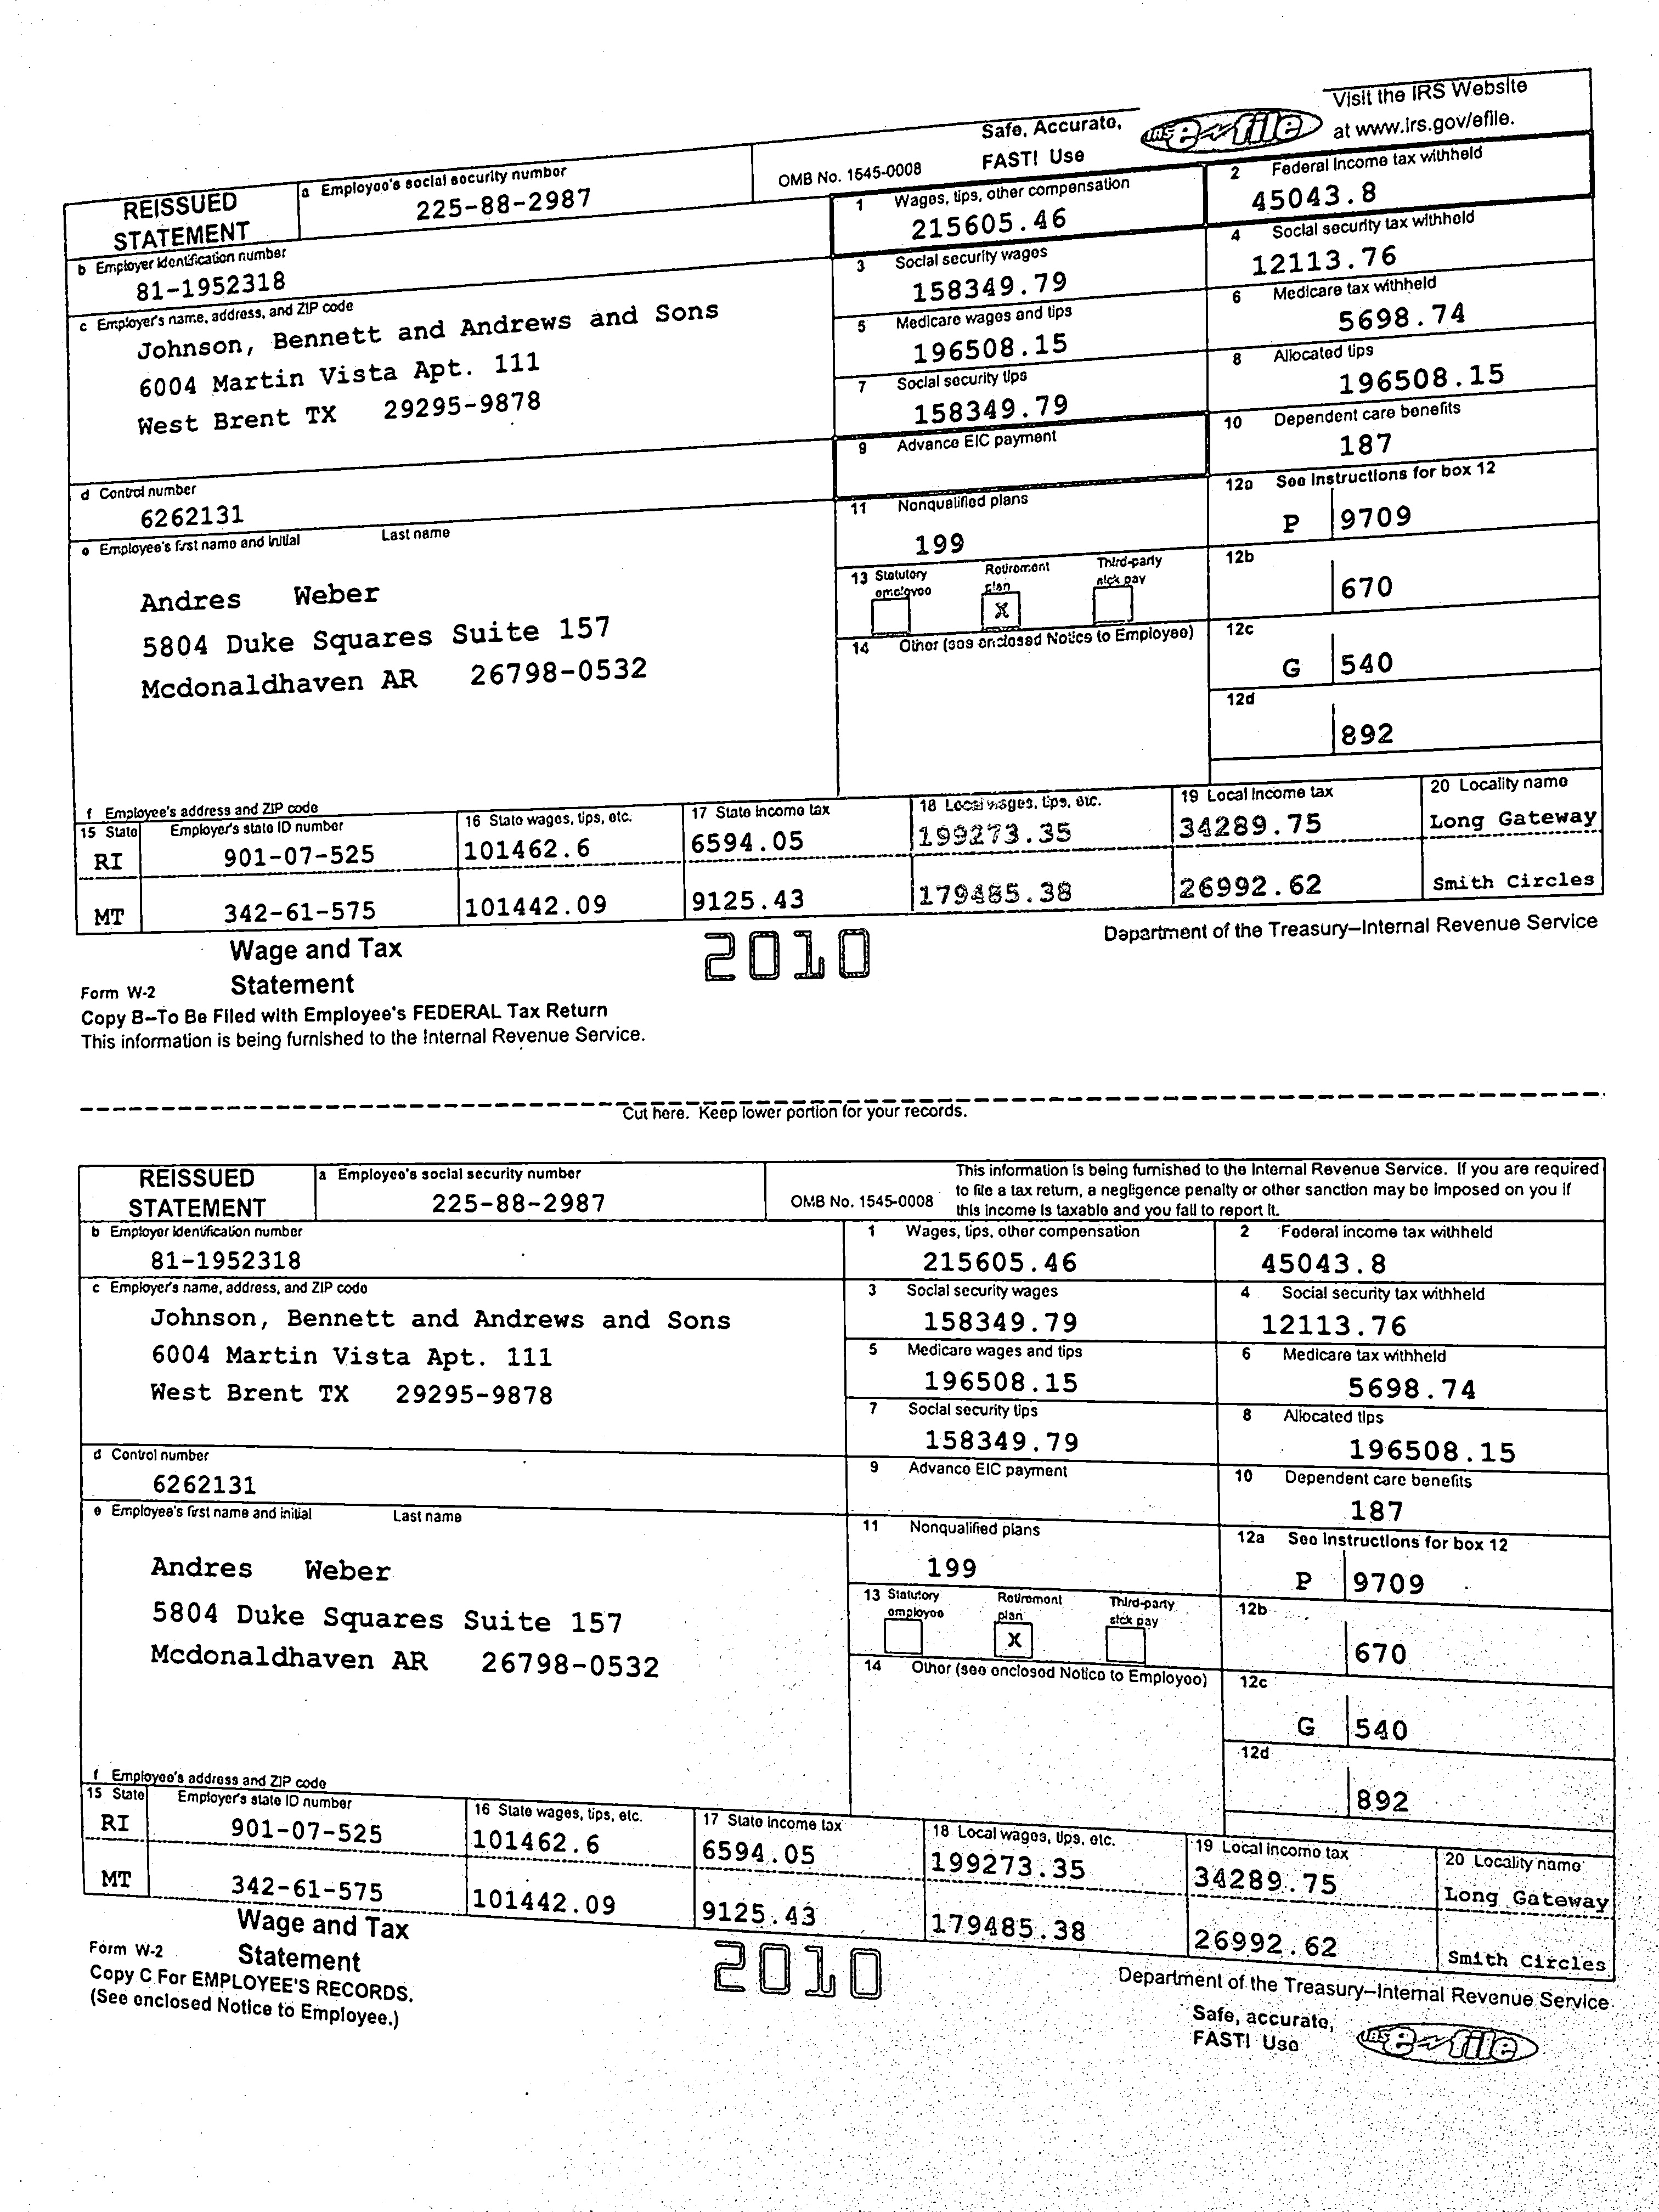 Visit the IRS Website
Safe, Accurate, IRS e-file at www.irs.gov/efile.
FAST! Use
REISSUED STATEMENT
a Employee's social security number
225-88-2987
OMB No. 1545-0008
1 Wages, tips, other compensation
215605.46
2 Federal Income tax withheld
45043.8
b Employer identification number
81-1952318
3 Social security wages
158349.79
4 Social security tax withheld
12113.76
c Employer's name, address, and ZIP code
Johnson, Bennett and Andrews and Sons
6004 Martin Vista Apt. 111
West Brent TX 29295-9878
5 Medicare wages and tips
196508.15
6 Medicare tax withheld
5698.74
7 Social security tips
158349.79
8 Allocated tips
196508.15
9 Advance EIC payment
10 Dependent care benefits
187
d Control number
6262131
11 Nonqualified plans
199
12a See Instructions for box 12
P 9709
e Employee's first name and initial Last name
Andres Weber
5804 Duke Squares Suite 157
Mcdonaldhaven AR 26798-0532
13 Statutory employee Retirement plan Third-party sick pay
X
12b
670
14 Other (see enclosed Notice to Employee)
12c
G 540
12d
892
f Employee's address and ZIP code
15 State Employer's state ID number 16 State wages, tips, etc. 17 State income tax 18 Local wages, tips, etc. 19 Local income tax 20 Locality name
RI 901-07-525 101462.6 6594.05 199273.35 34289.75 Long Gateway
MT 342-61-575 101442.09 9125.43 179485.38 26992.62 Smith Circles
Wage and Tax
Form W-2 Statement 2010 Department of the Treasury–Internal Revenue Service
Copy B–To Be Filed with Employee's FEDERAL Tax Return
This information is being furnished to the Internal Revenue Service.
Cut here. Keep lower portion for your records.
REISSUED STATEMENT
a Employee's social security number
225-88-2987
OMB No. 1545-0008
This information is being furnished to the Internal Revenue Service. If you are required
to file a tax return, a negligence penalty or other sanction may be imposed on you if
this income is taxable and you fail to report it.
b Employer identification number
81-1952318
1 Wages, tips, other compensation
215605.46
2 Federal income tax withheld
45043.8
c Employer's name, address, and ZIP code
Johnson, Bennett and Andrews and Sons
6004 Martin Vista Apt. 111
West Brent TX 29295-9878
3 Social security wages
158349.79
4 Social security tax withheld
12113.76
5 Medicare wages and tips
196508.15
6 Medicare tax withheld
5698.74
7 Social security tips
158349.79
8 Allocated tips
196508.15
d Control number
6262131
9 Advance EIC payment
10 Dependent care benefits
187
e Employee's first name and initial Last name
Andres Weber
5804 Duke Squares Suite 157
Mcdonaldhaven AR 26798-0532
11 Nonqualified plans
199
12a See Instructions for box 12
P 9709
13 Statutory employee Retirement plan Third-party sick pay
X
12b
670
14 Other (see enclosed Notice to Employee)
12c
G 540
12d
892
f Employee's address and ZIP code
15 State Employer's state ID number 16 State wages, tips, etc. 17 State income tax 18 Local wages, tips, etc. 19 Local income tax 20 Locality name
RI 901-07-525 101462.6 6594.05 199273.35 34289.75 Long Gateway
MT 342-61-575 101442.09 9125.43 179485.38 26992.62 Smith Circles
Wage and Tax
Form W-2 Statement 2010 Department of the Treasury–Internal Revenue Service
Copy C For EMPLOYEE'S RECORDS.
(See enclosed Notice to Employee.)
Safe, accurate,
FAST! Use IRS e-file